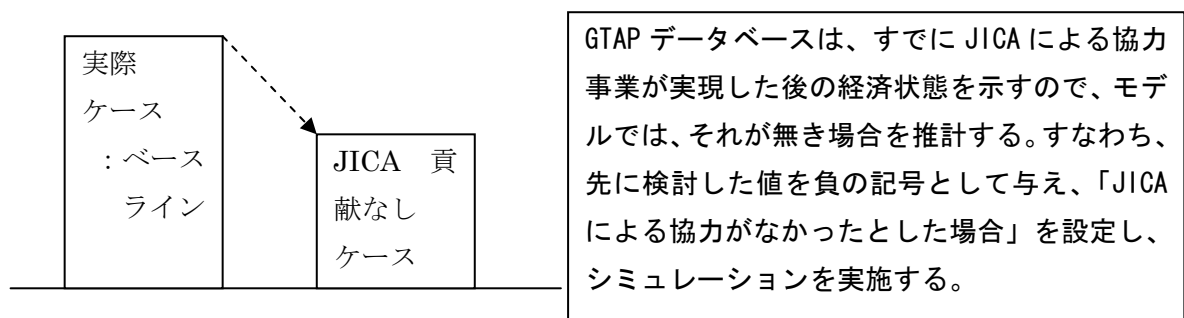 実際
ケース
：ベース
ライン
JICA　貢
献なし
ケース
GTAP データベースは、すでに JICA による協力
事業が実現した後の経済状態を示すので、モデ
ルでは、それが無き場合を推計する。すなわち、
先に検討した値を負の記号として与え、「JICA
による協力がなかったとした場合」を設定し、
シミュレーションを実施する。